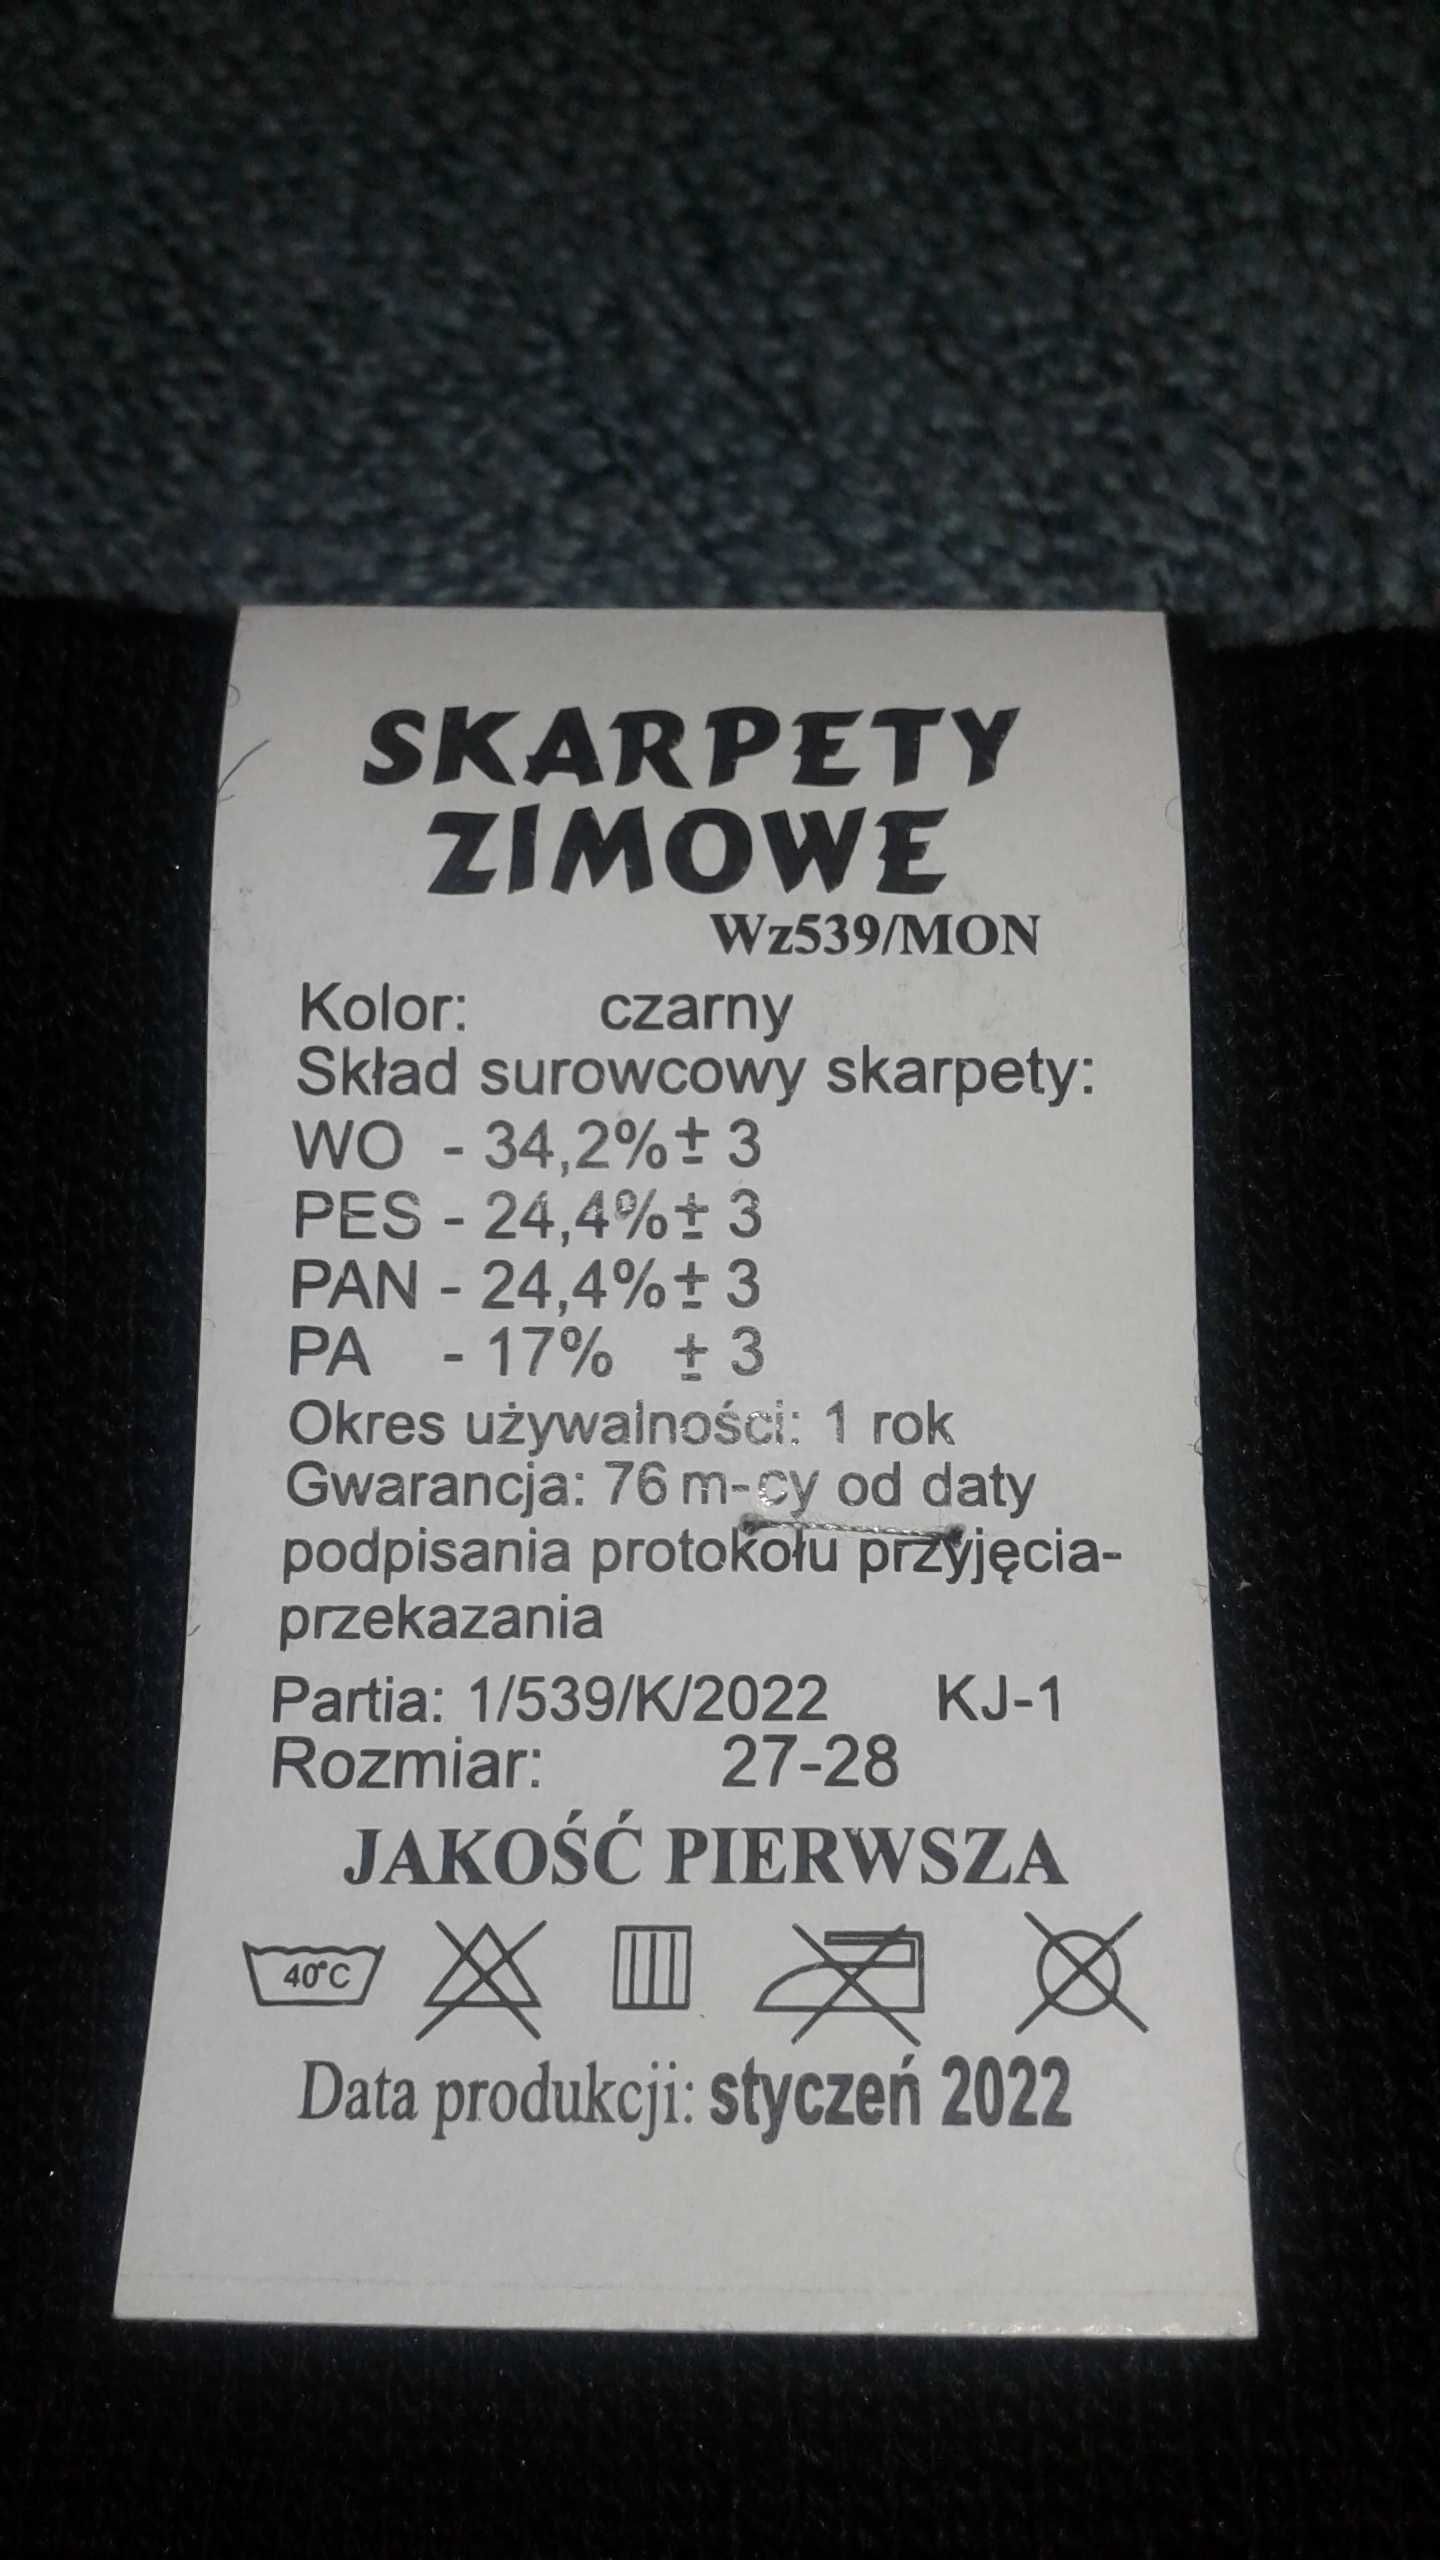 SKARPETY
ZIMOWE
Wz539/MON
Kolor: czarny
Skład surowcowy skarpety:
WO - 34,2% ± 3
PES - 24,4% ± 3
PAN - 24,4% ± 3
PA - 17% ± 3
Okres używalności: 1 rok
Gwarancja: 76 m-cy od daty
podpisania protokołu przyjęcia-
przekazania
Partia: 1/539/K/2022 KJ-1
Rozmiar: 27-28
JAKOŚĆ PIERWSZA
40°C
Data produkcji: styczeń 2022